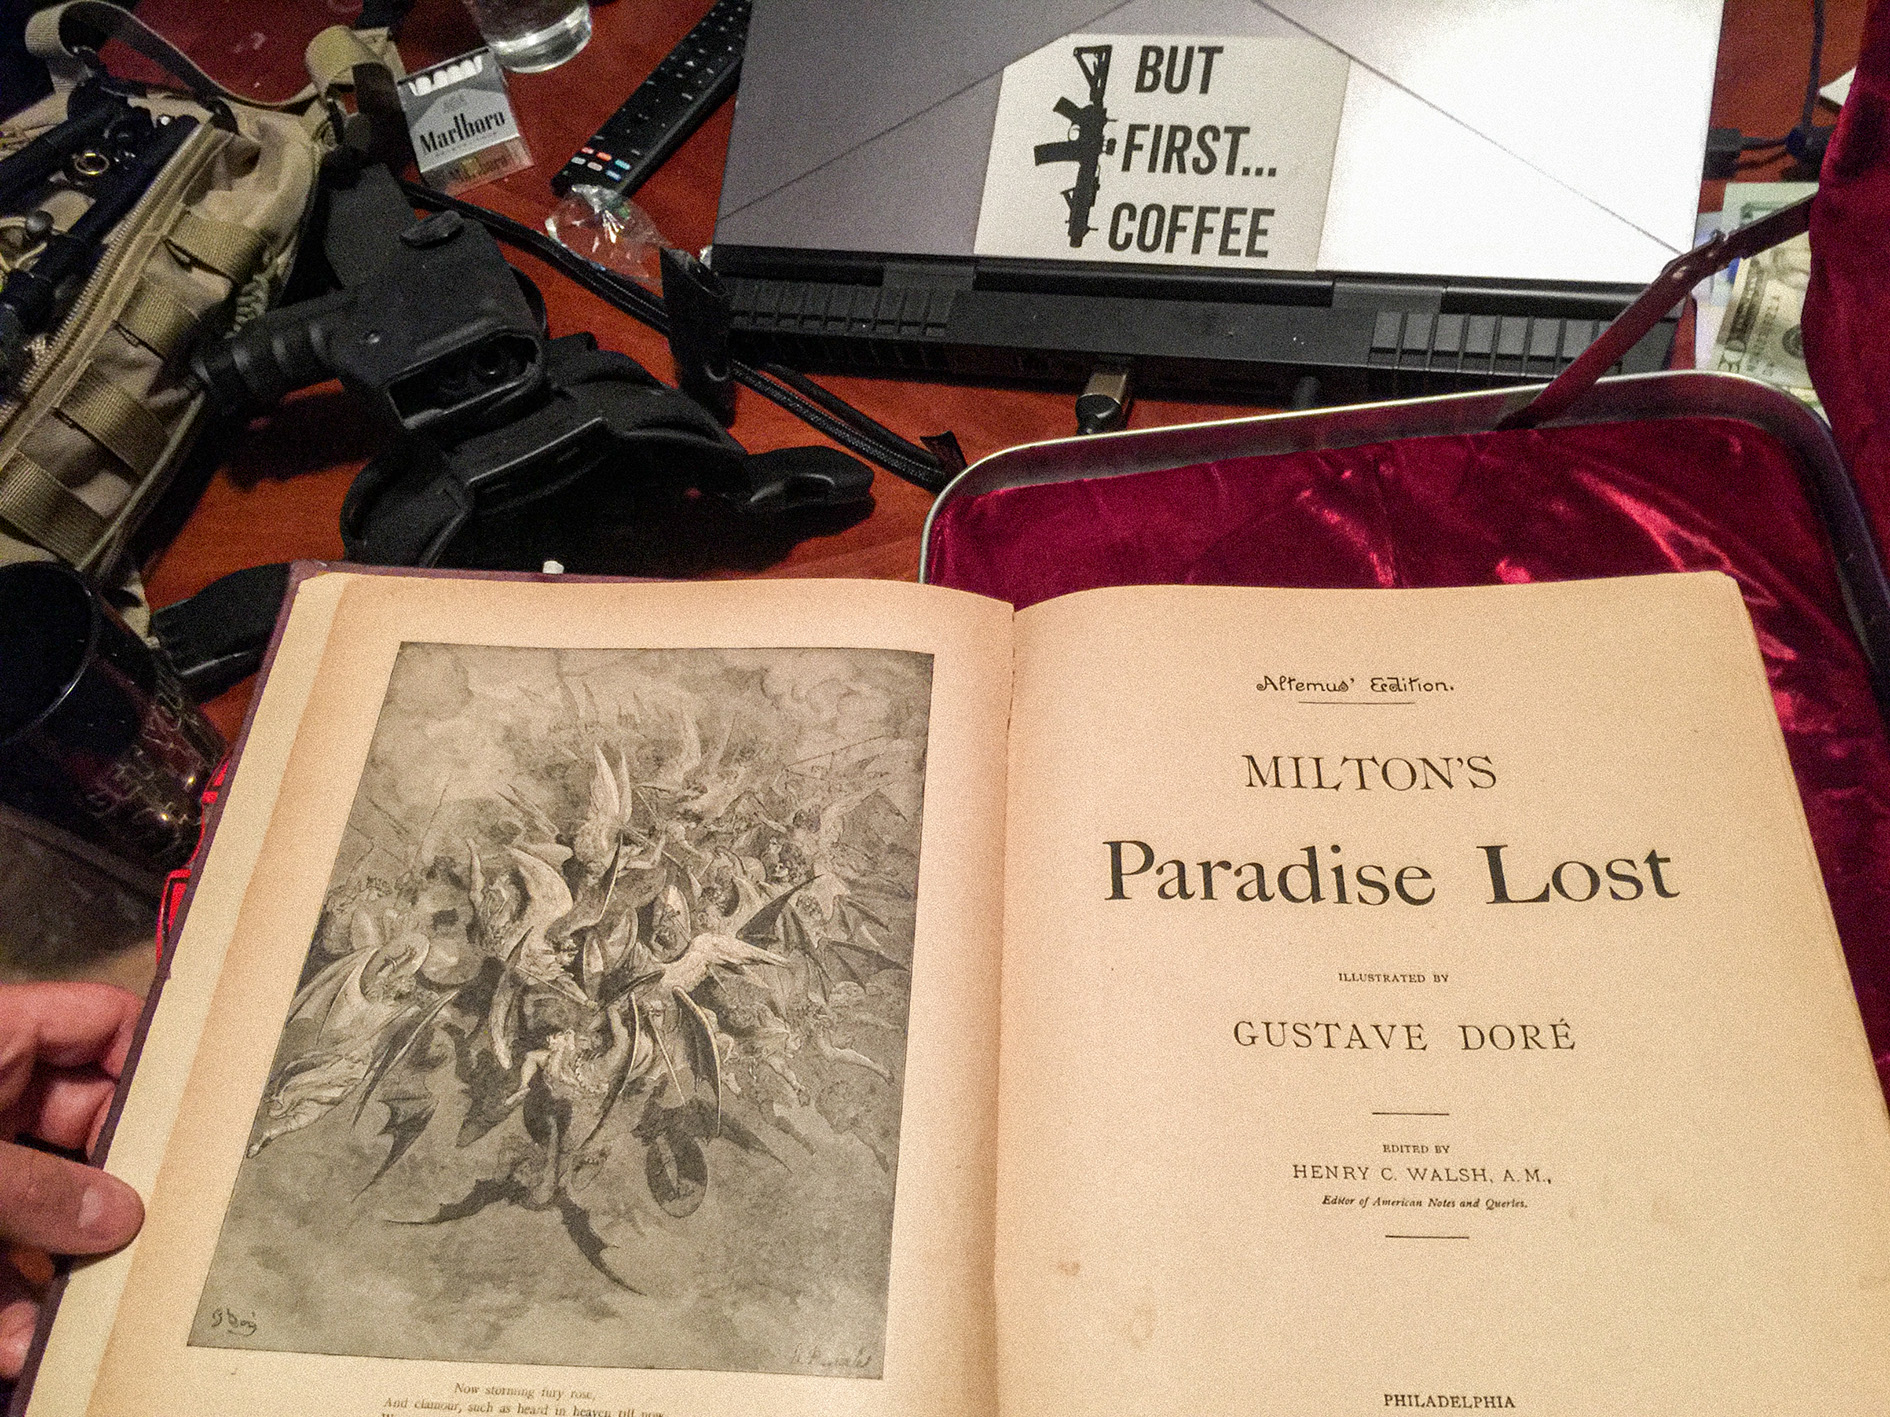 Marlboro
BUT
FIRST...
COFFEE
Altemus' Edition.
MILTON'S
Paradise Lost
ILLUSTRATED BY
GUSTAVE DORÉ
EDITED BY
HENRY C. WALSH, A.M.,
Editor of American Notes and Queries.
PHILADELPHIA
G Doré
Now storming fury rose,
And clamour, such as heard in heaven till now